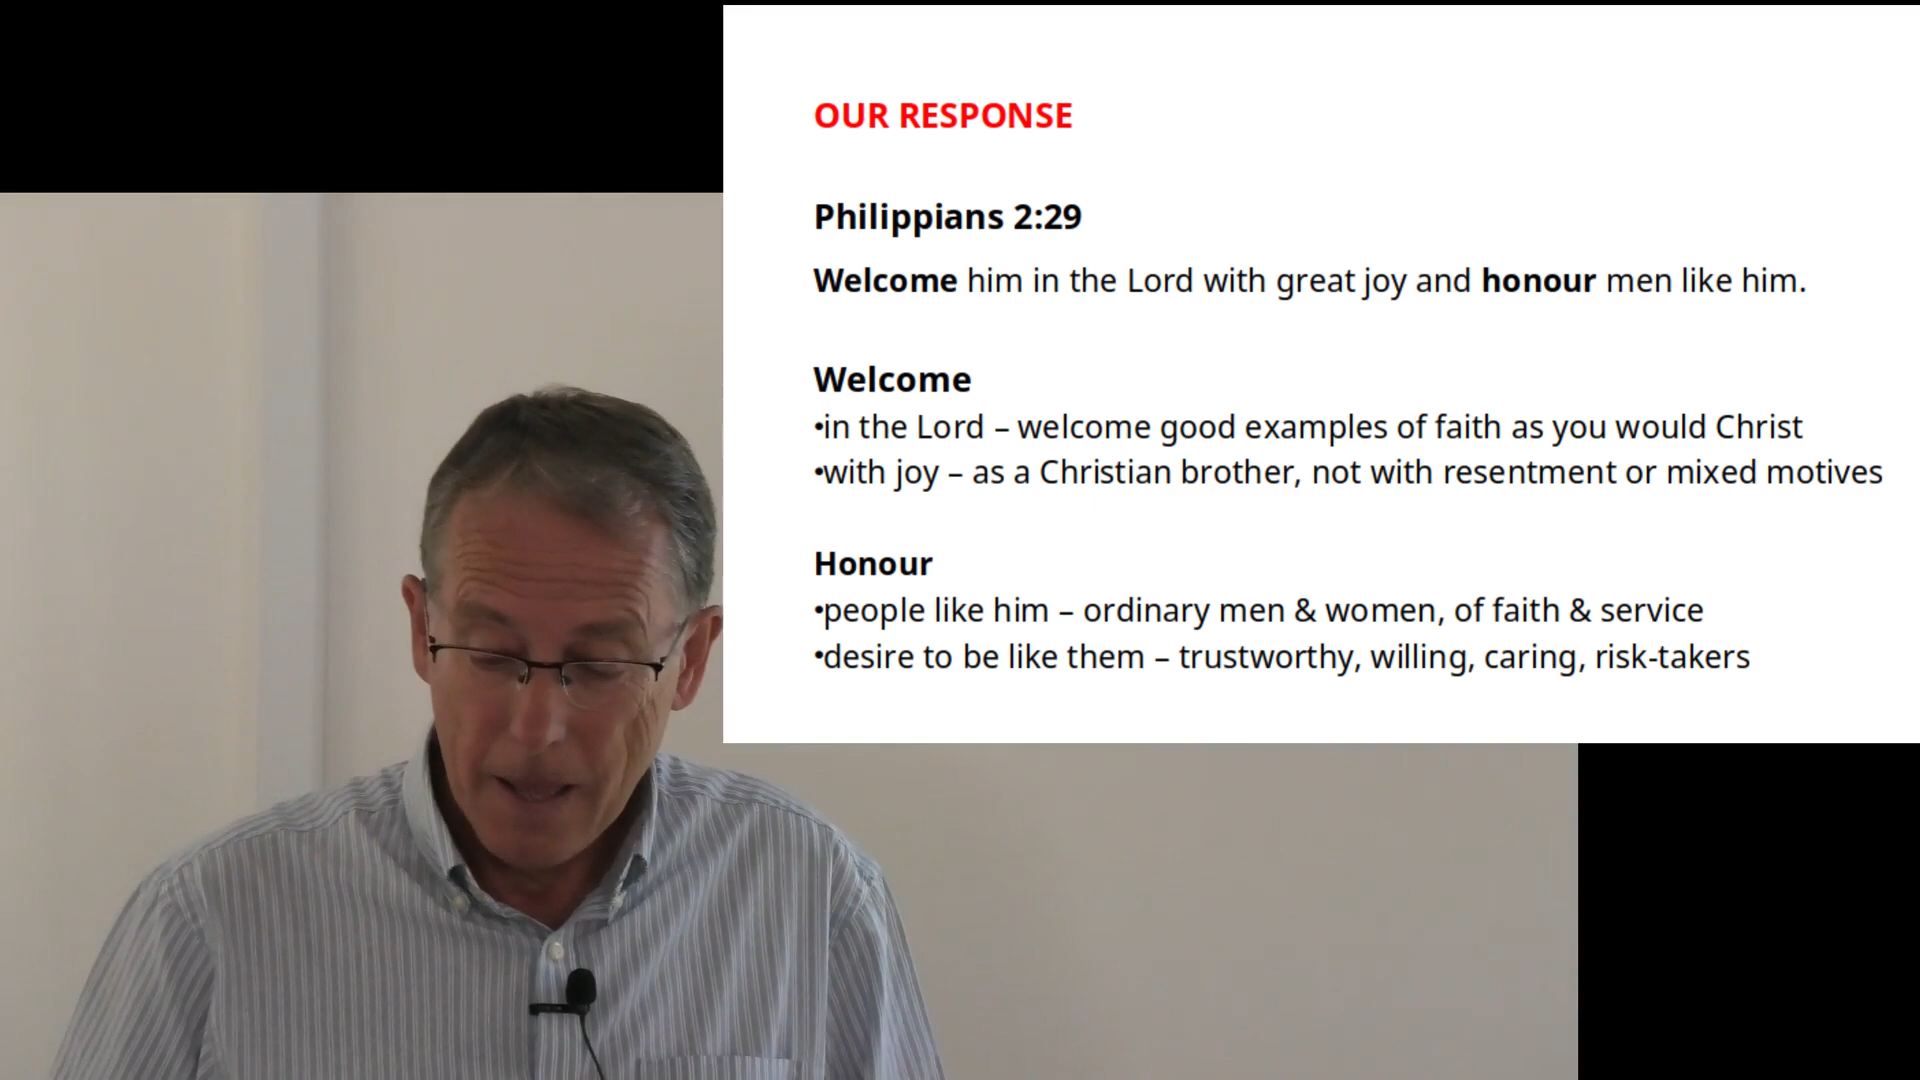 OUR RESPONSE
Philippians 2:29
Welcome him in the Lord with great joy and honour men like him.
Welcome
•in the Lord – welcome good examples of faith as you would Christ
•with joy – as a Christian brother, not with resentment or mixed motives
Honour
•people like him – ordinary men & women, of faith & service
•desire to be like them – trustworthy, willing, caring, risk-takers